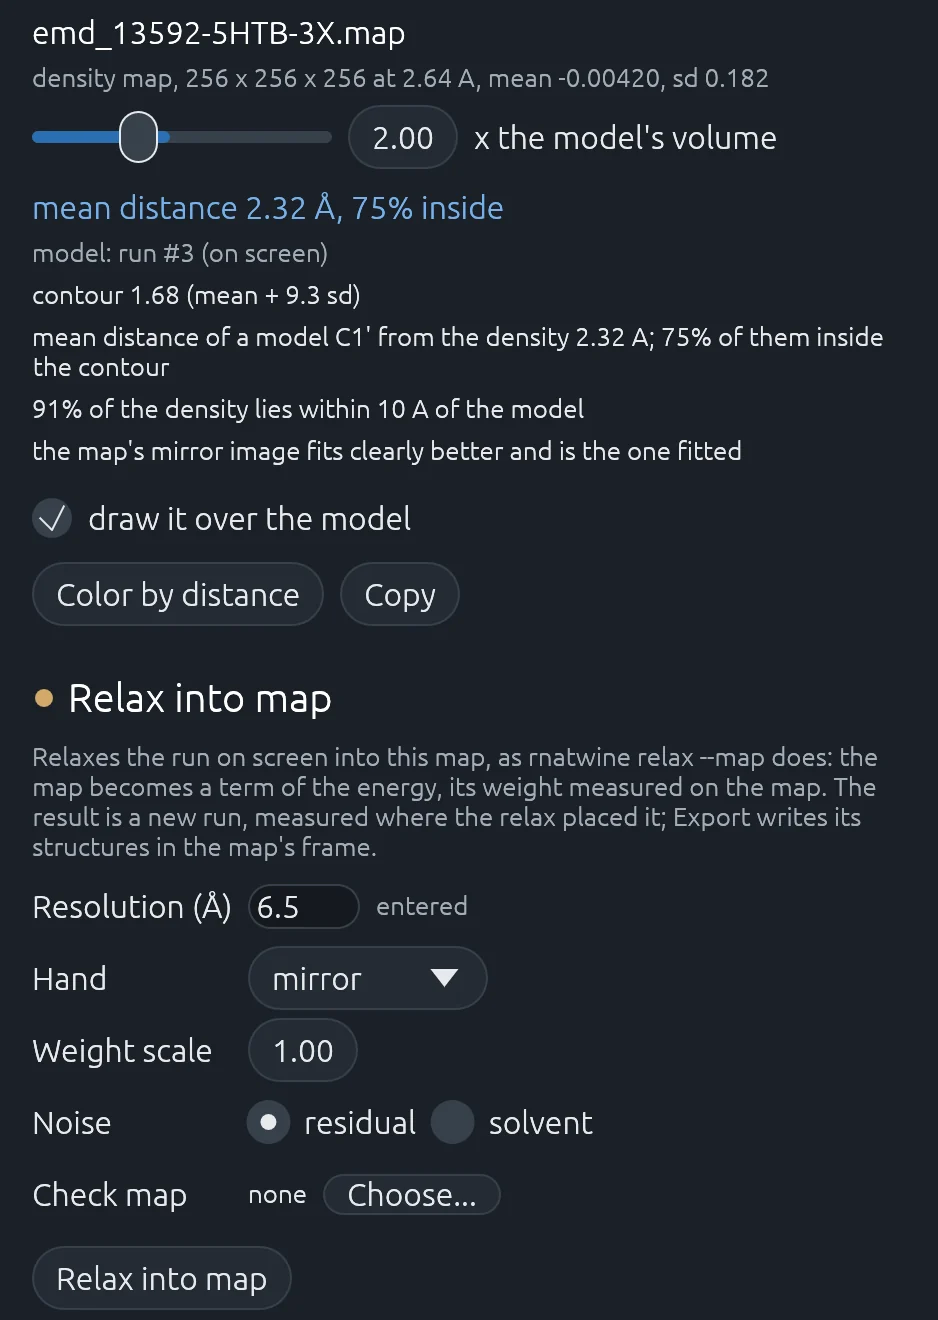 emd_13592-5HTB-3X.map
density map, 256 x 256 x 256 at 2.64 A, mean -0.00420, sd 0.182
2.00 x the model's volume
mean distance 2.32 Å, 75% inside
model: run #3 (on screen)
contour 1.68 (mean + 9.3 sd)
mean distance of a model C1' from the density 2.32 A; 75% of them inside
the contour
91% of the density lies within 10 A of the model
the map's mirror image fits clearly better and is the one fitted
draw it over the model
Color by distance Copy
Relax into map
Relaxes the run on screen into this map, as rnatwine relax --map does: the
map becomes a term of the energy, its weight measured on the map. The
result is a new run, measured where the relax placed it; Export writes its
structures in the map's frame.
Resolution (Å) 6.5 entered
Hand mirror
Weight scale 1.00
Noise residual solvent
Check map none Choose...
Relax into map